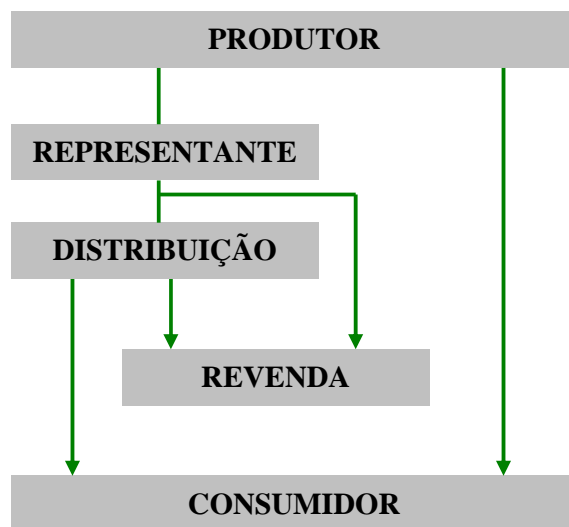 PRODUTOR
REPRESENTANTE
DISTRIBUIÇÃO
REVENDA
CONSUMIDOR